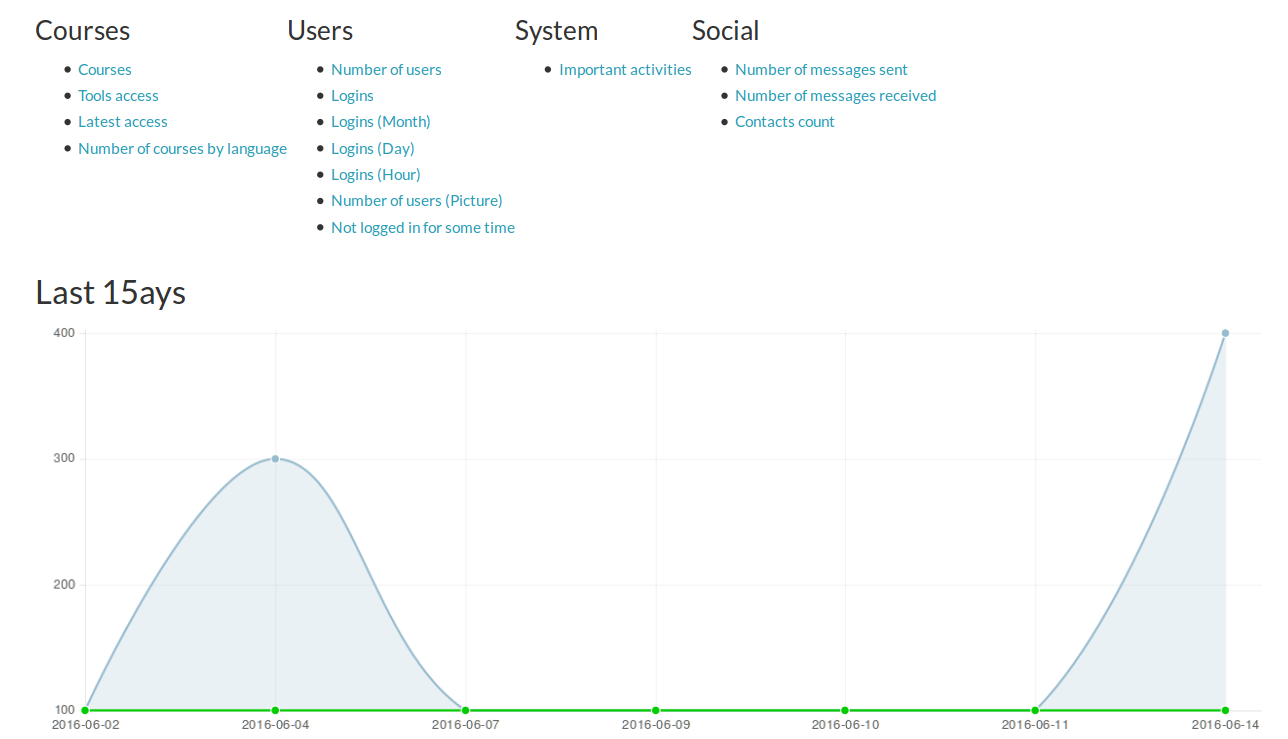 Courses
Courses
Tools access
Latest access
Number of courses by language
Users
Number of users
Logins
Logins (Month)
Logins (Day)
Logins (Hour)
Number of users (Picture)
Not logged in for some time
System
Important activities
Social
Number of messages sent
Number of messages received
Contacts count
Last 15ays
400
300
200
100
2016-06-02 2016-06-04 2016-06-07 2016-06-09 2016-06-10 2016-06-11 2016-06-14